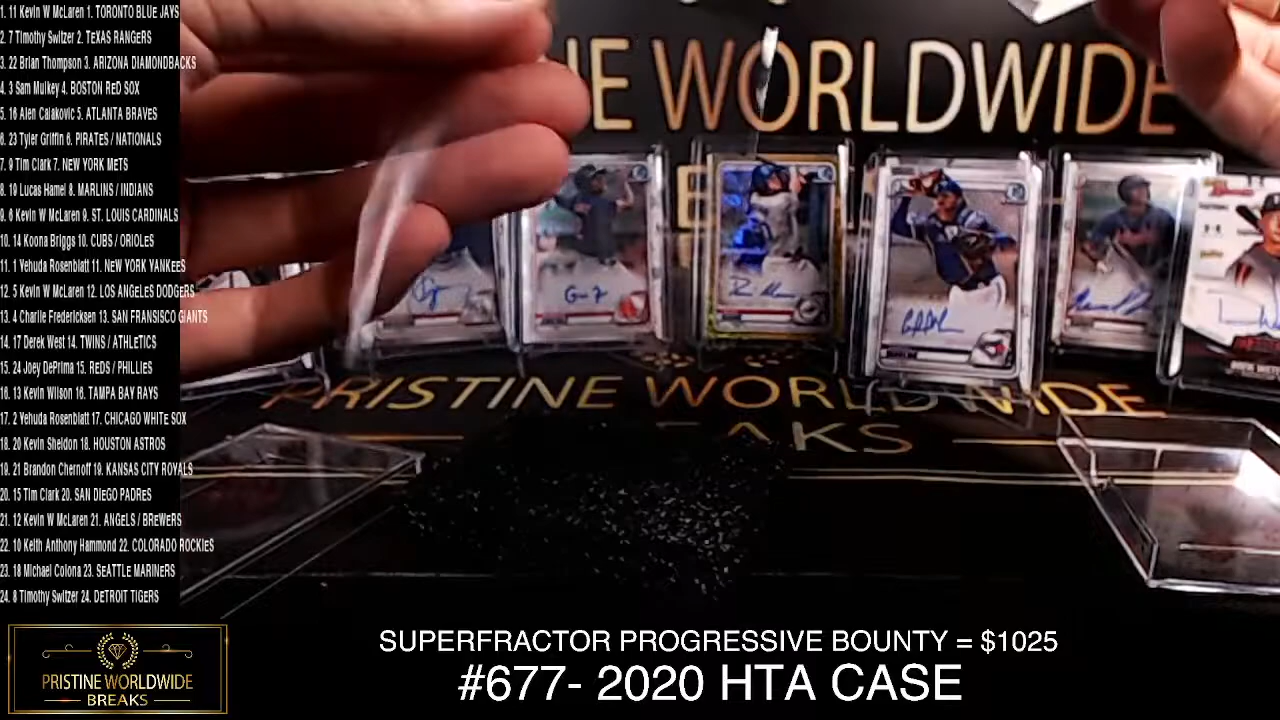 1. 11 Kevin W McLaren 1. TORONTO BLUE JAYS
2. 7 Timothy Switzer 2. TEXAS RANGERS
3. 22 Brian Thompson 3. ARIZONA DIAMONDBACKS
4. 3 Sam Mulkey 4. BOSTON RED SOX
5. 16 Alen Calakovic 5. ATLANTA BRAVES
6. 23 Tyler Griffin 6. PIRATES / NATIONALS
7. 9 Tim Clark 7. NEW YORK METS
8. 19 Lucas Hamel 8. MARLINS / INDIANS
9. 6 Kevin W McLaren 9. ST. LOUIS CARDINALS
10. 14 Koona Briggs 10. CUBS / ORIOLES
11. 1 Yehuda Rosenblatt 11. NEW YORK YANKEES
12. 5 Kevin W McLaren 12. LOS ANGELES DODGERS
13. 4 Charlie Fredericksen 13. SAN FRANSISCO GIANTS
14. 17 Derek West 14. TWINS / ATHLETICS
15. 24 Joey DePrima 15. REDS / PHILLIES
16. 13 Kevin Wilson 16. TAMPA BAY RAYS
17. 2 Yehuda Rosenblatt 17. CHICAGO WHITE SOX
18. 20 Kevin Sheldon 18. HOUSTON ASTROS
19. 21 Brandon Chernoff 19. KANSAS CITY ROYALS
20. 15 Tim Clark 20. SAN DIEGO PADRES
21. 12 Kevin W McLaren 21. ANGELS / BREWERS
22. 10 Keith Anthony Hammond 22. COLORADO ROCKIES
23. 18 Michael Colona 23. SEATTLE MARINERS
24. 8 Timothy Switzer 24. DETROIT TIGERS
NE WORLDWIDE
PRISTINE WORLDWIDE
AKS
PRISTINE WORLDWIDE
BREAKS
SUPERFRACTOR PROGRESSIVE BOUNTY = $1025
#677- 2020 HTA CASE